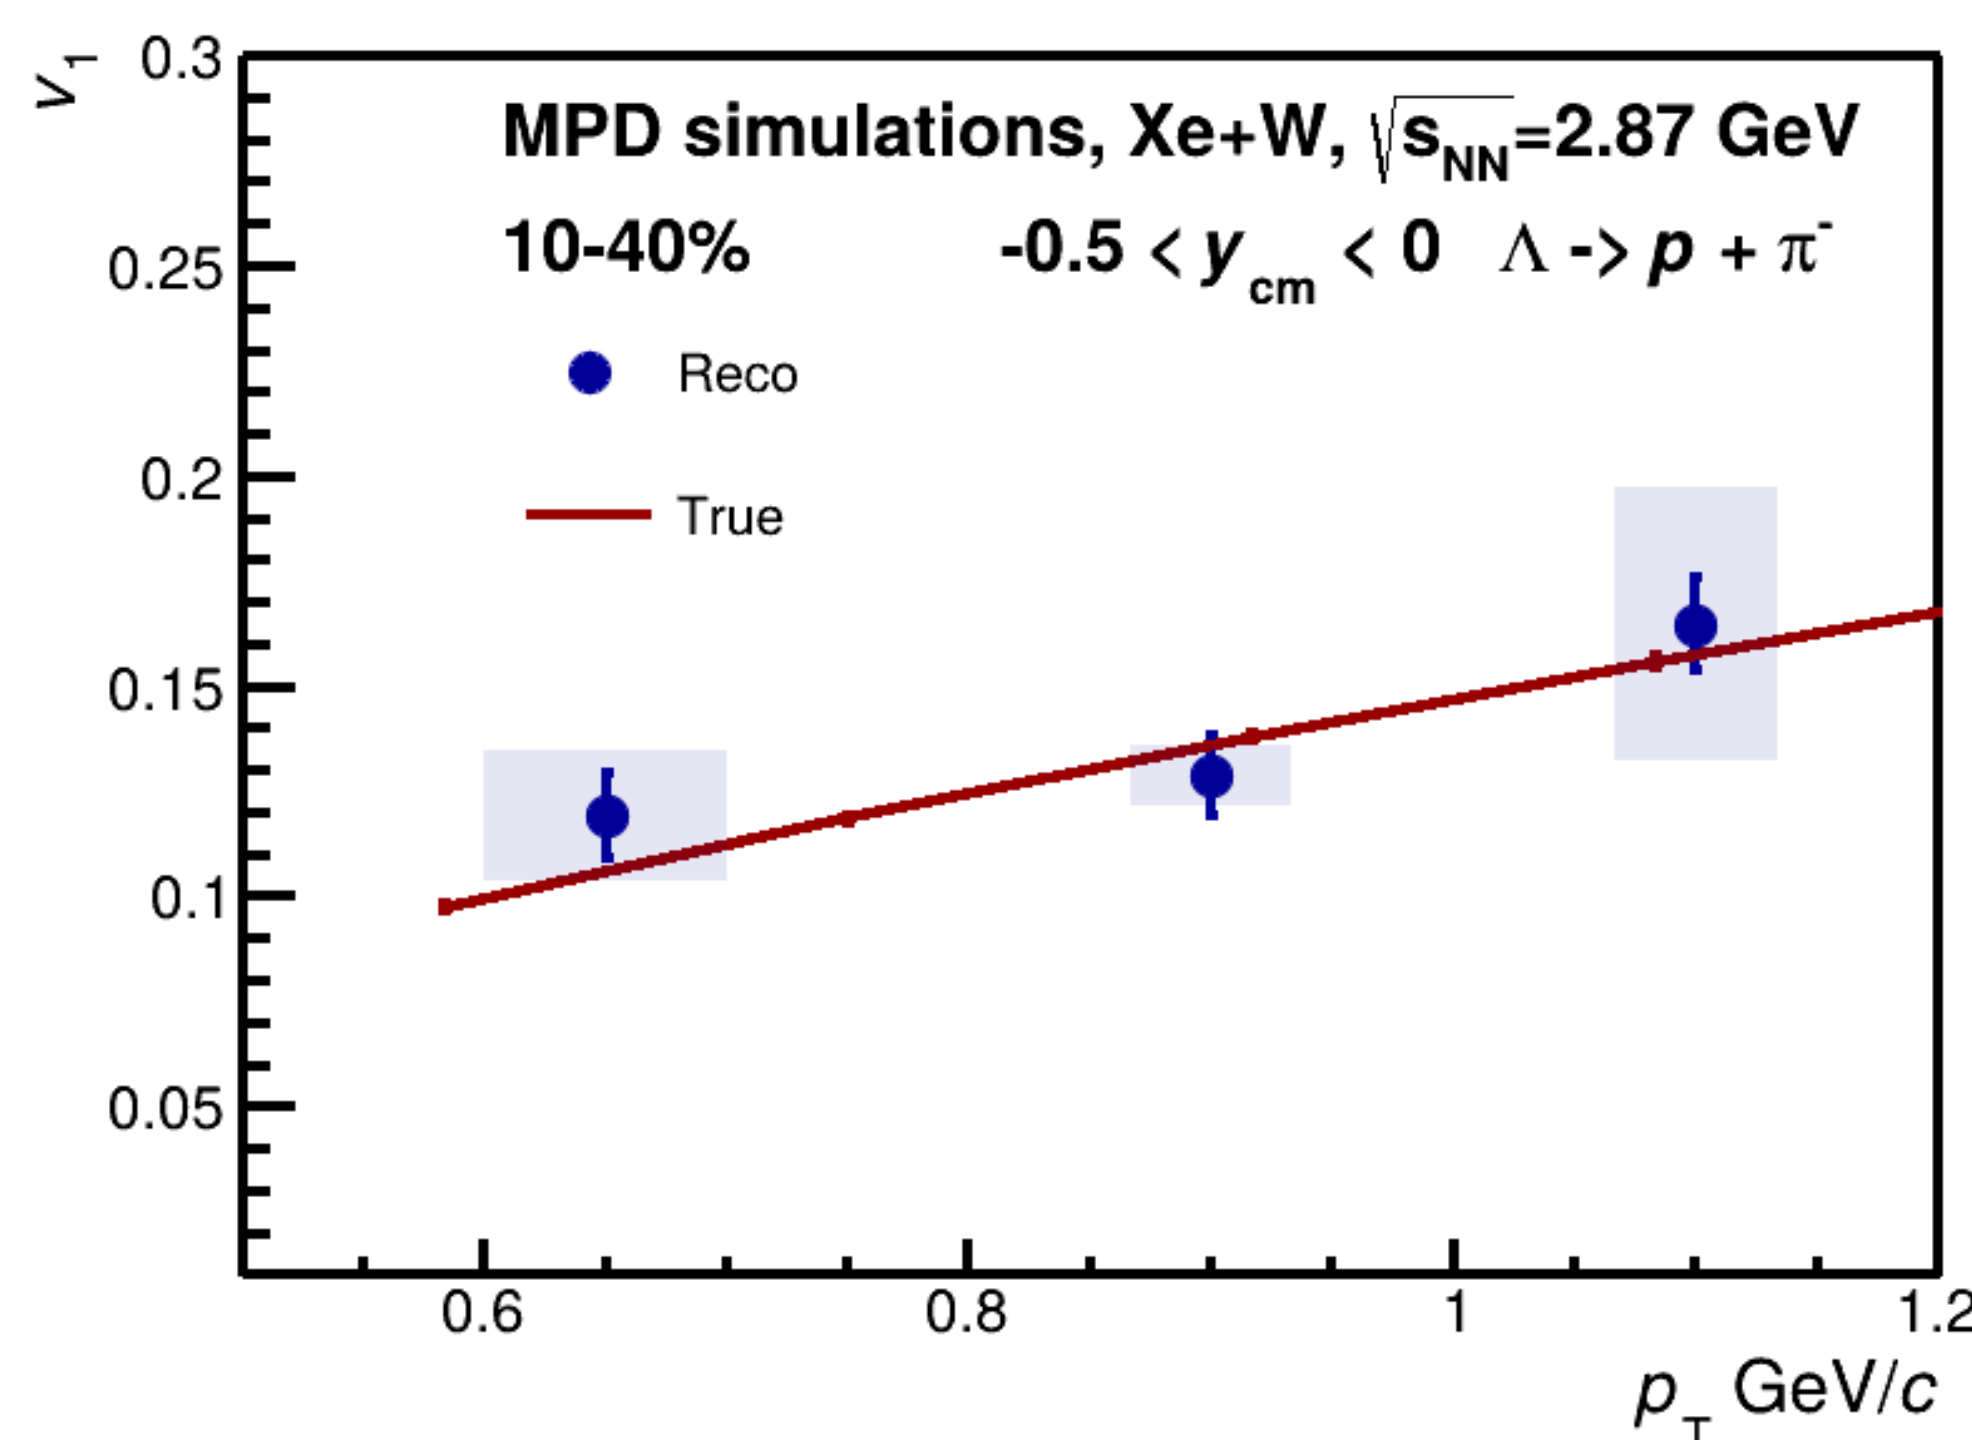 v1
0.3
0.25
0.2
0.15
0.1
0.05
MPD simulations, Xe+W, √sNN=2.87 GeV
10-40% -0.5 < ycm < 0 Λ -> p + π-
Reco
True
0.6 0.8 1 1.2
pT GeV/c